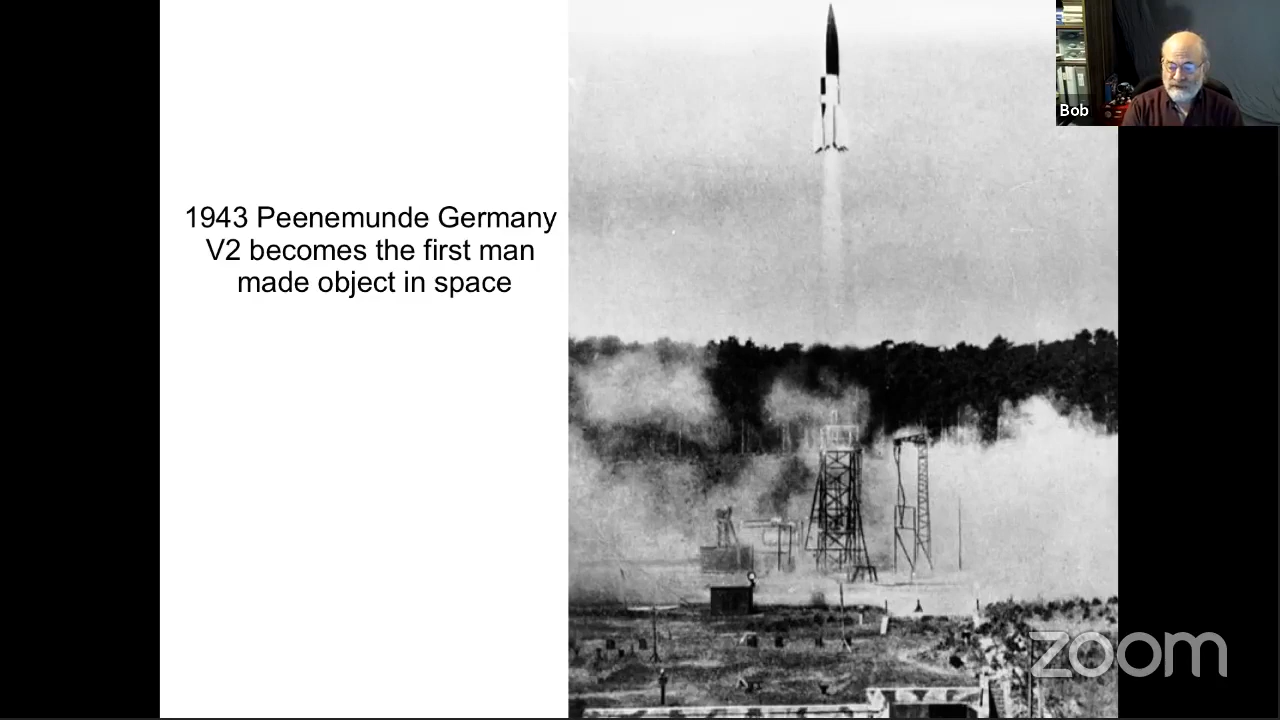 1943 Peenemunde Germany
V2 becomes the first man
made object in space
Bob
zoom